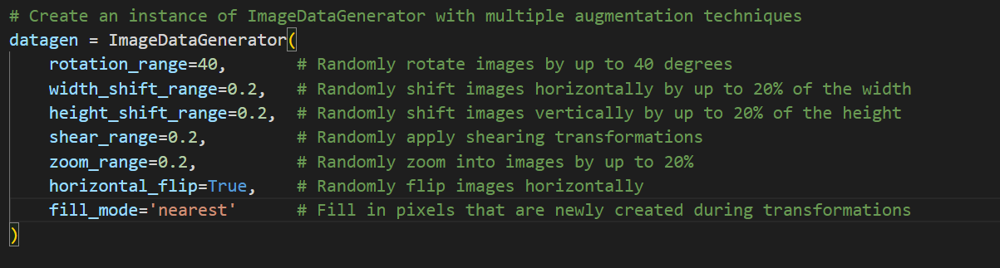 # Create an instance of ImageDataGenerator with multiple augmentation techniques
datagen = ImageDataGenerator(
    rotation_range=40,       # Randomly rotate images by up to 40 degrees
    width_shift_range=0.2,   # Randomly shift images horizontally by up to 20% of the width
    height_shift_range=0.2,  # Randomly shift images vertically by up to 20% of the height
    shear_range=0.2,         # Randomly apply shearing transformations
    zoom_range=0.2,          # Randomly zoom into images by up to 20%
    horizontal_flip=True,    # Randomly flip images horizontally
    fill_mode='nearest'      # Fill in pixels that are newly created during transformations
)